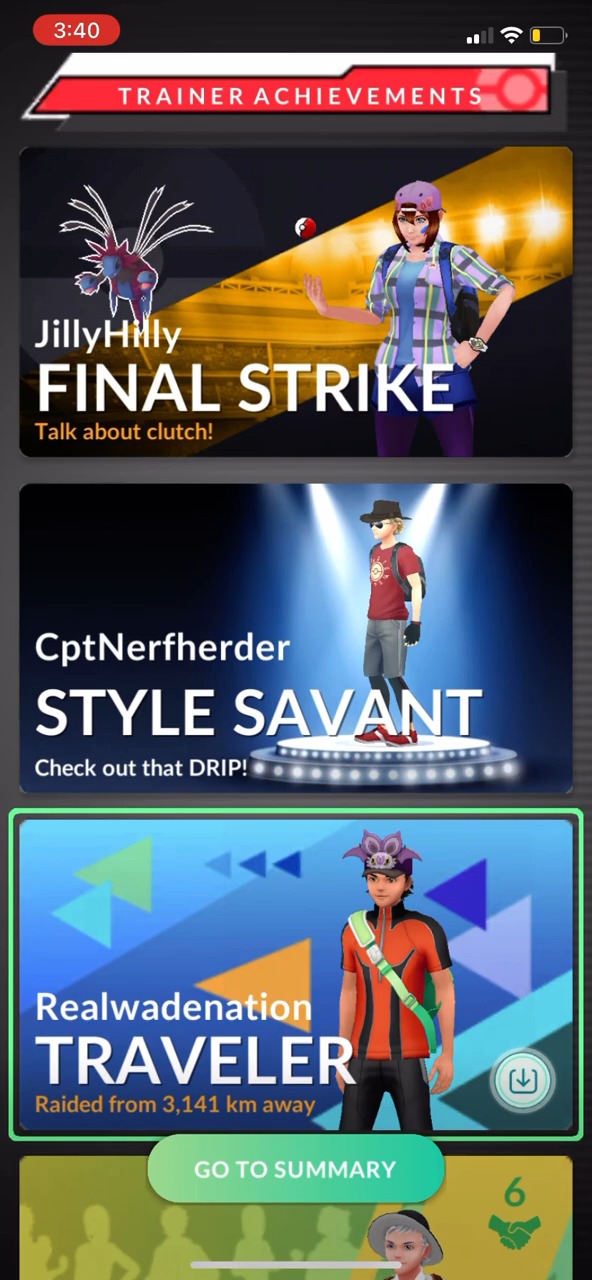 3:40
TRAINER ACHIEVEMENTS
JillyHilly
FINAL STRIKE
Talk about clutch!
CptNerfherder
STYLE SAVANT
Check out that DRIP!
Realwadenation
TRAVELER
Raided from 3,141 km away
GO TO SUMMARY
6